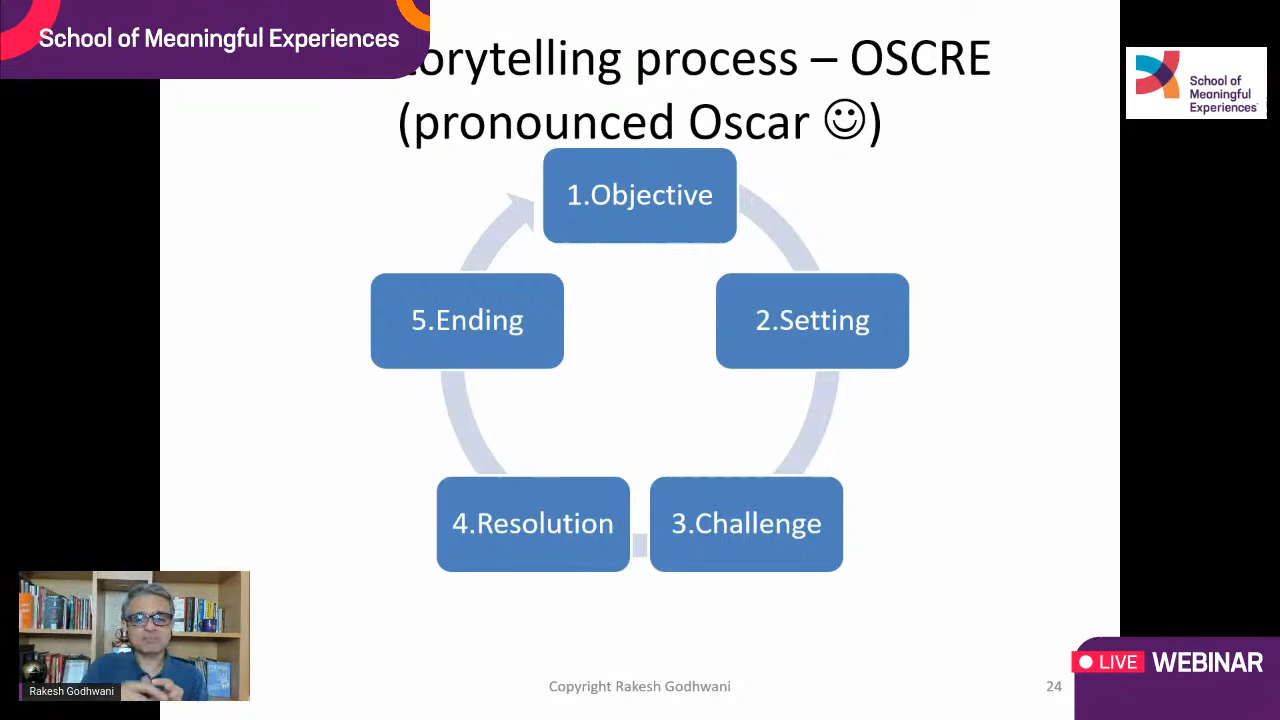 School of Meaningful Experiences
torytelling process – OSCRE
(pronounced Oscar ☺)
School of
Meaningful
Experiences
1.Objective
5.Ending
2.Setting
4.Resolution
3.Challenge
Rakesh Godhwani
Copyright Rakesh Godhwani
24
LIVE WEBINAR